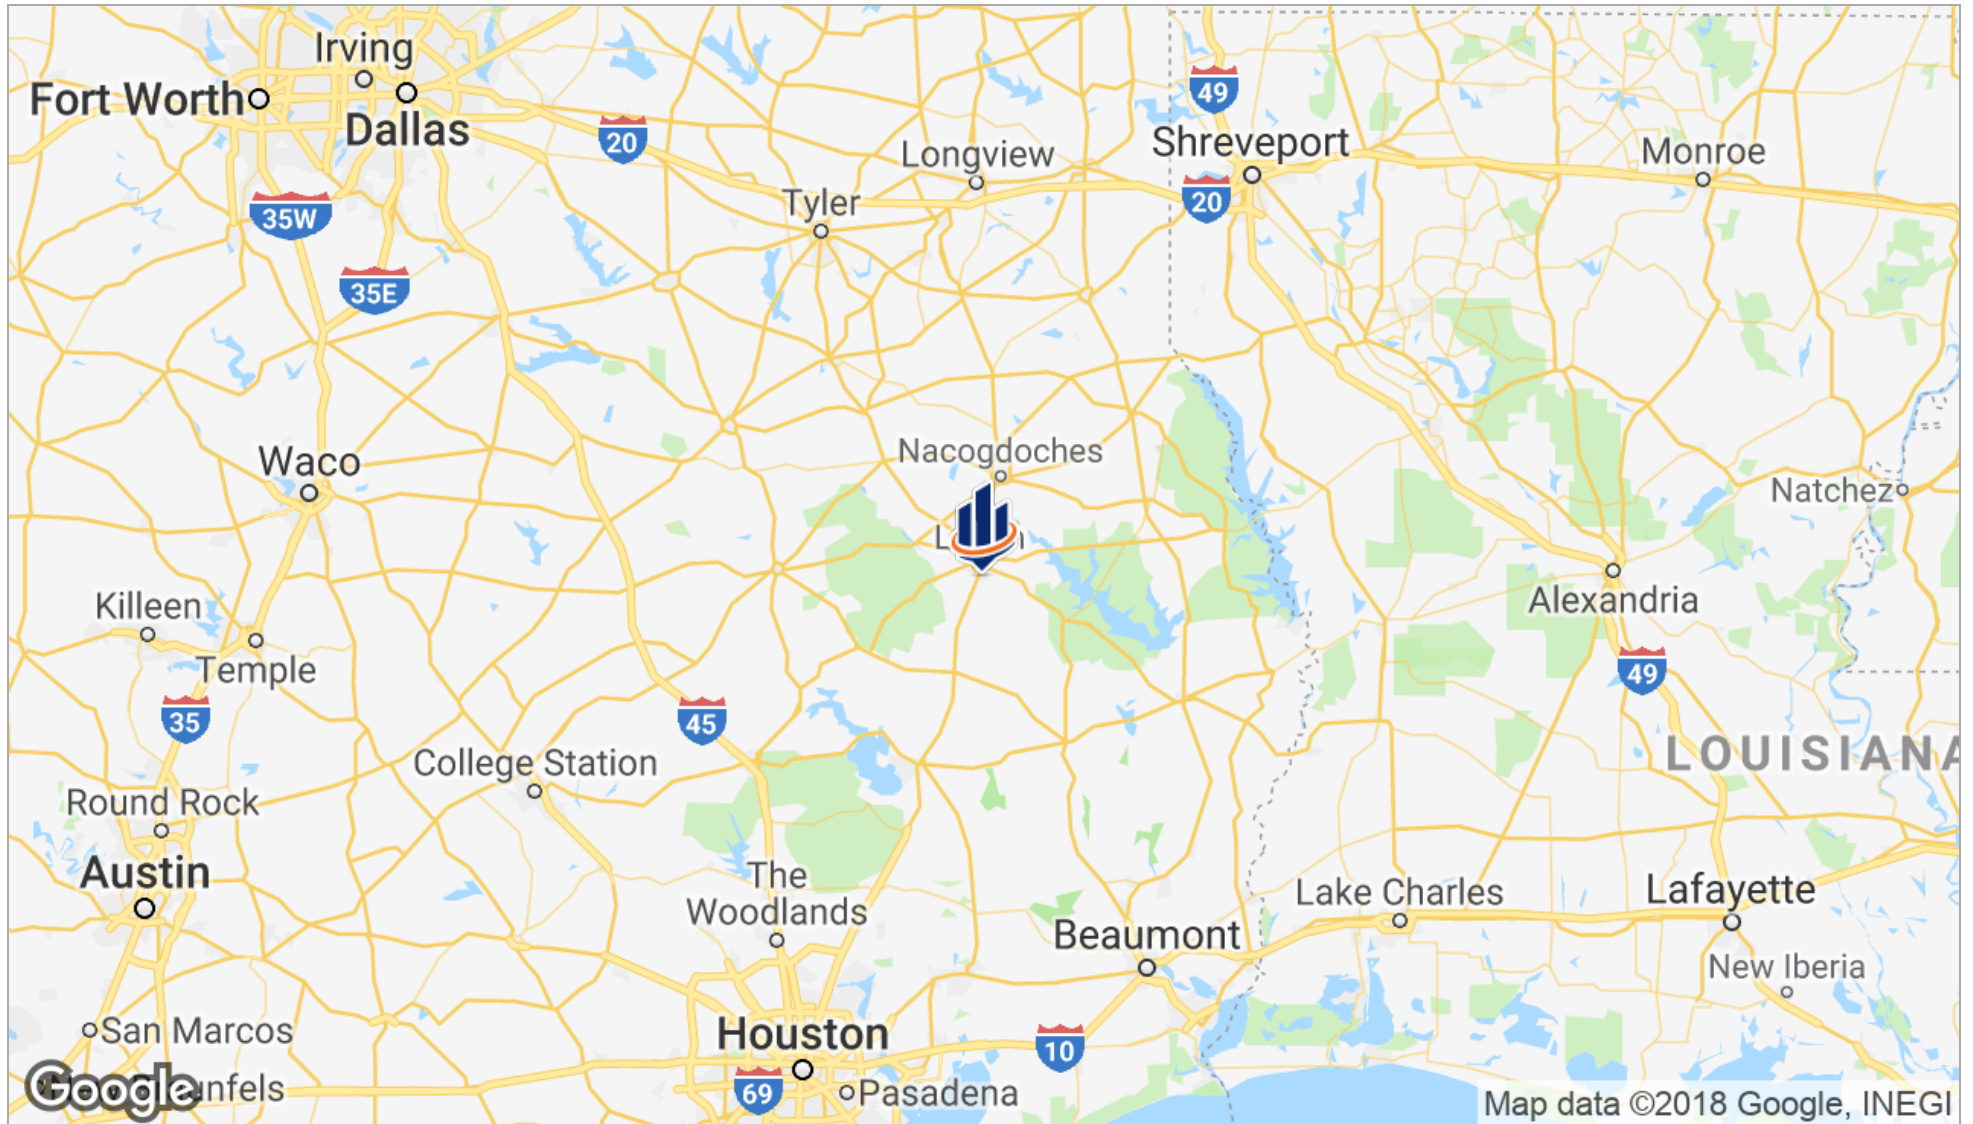 Irving
Fort Worth
Dallas
49
20
Longview
Shreveport
Monroe
Tyler
20
35W
35E
Waco
Nacogdoches
Natchez
Killeen
Temple
Alexandria
49
35
45
LOUISIANA
College Station
Round Rock
Austin
The
Woodlands
Lake Charles
Lafayette
Beaumont
New Iberia
San Marcos
Houston
10
69
Pasadena
Google
Map data ©2018 Google, INEGI